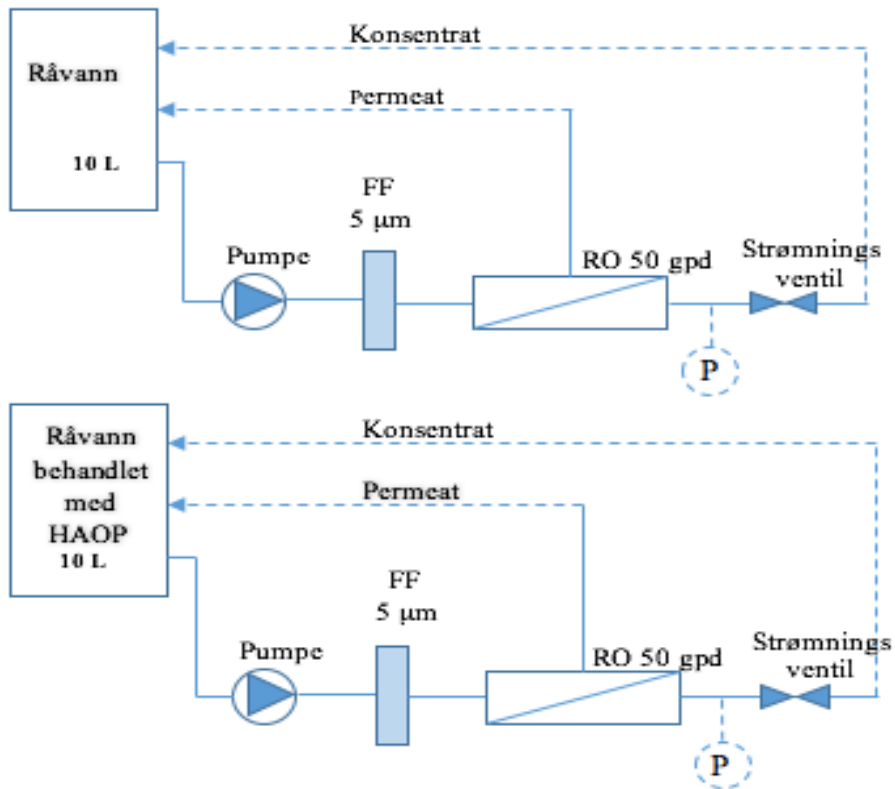 Konsentrat
Råvann
Permeat
10 L
FF
5 µm
Pumpe
RO 50 gpd
Strømnings
ventil
P
Råvann
behandlet
med
HAOP
10 L
Konsentrat
Permeat
FF
5 µm
Pumpe
RO 50 gpd
Strømnings
ventil
P